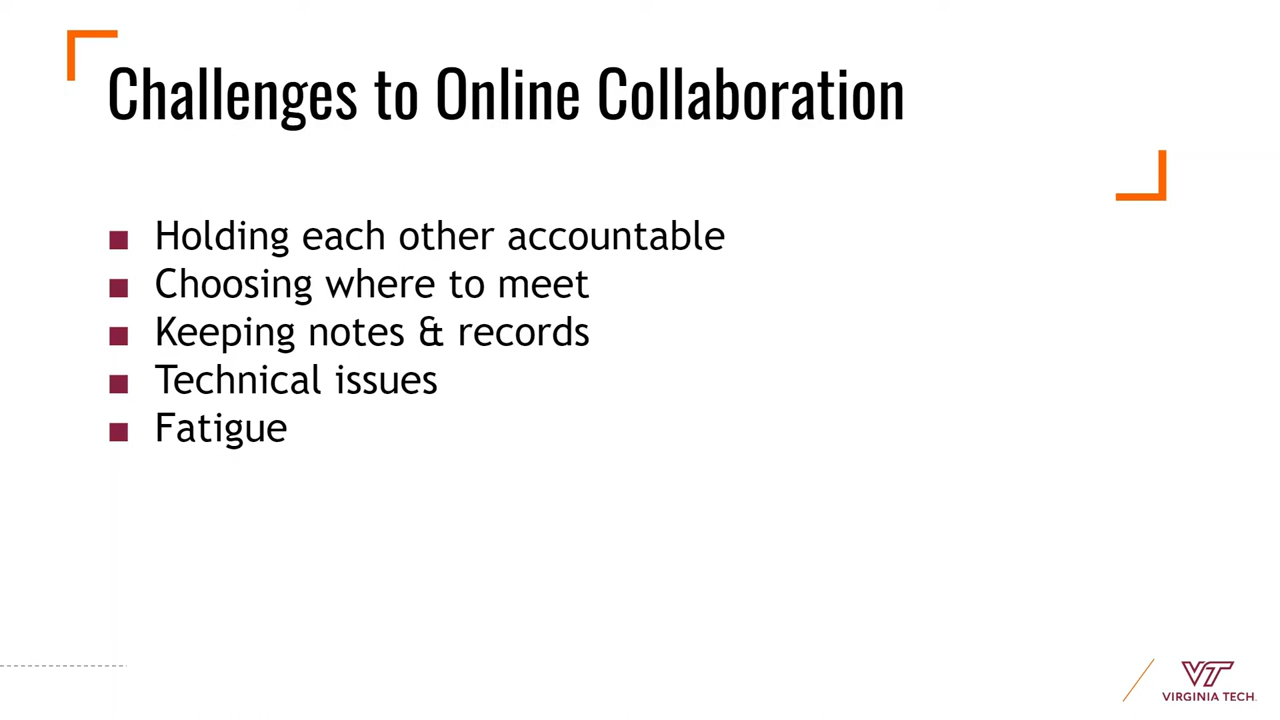 Challenges to Online Collaboration
■ Holding each other accountable
■ Choosing where to meet
■ Keeping notes & records
■ Technical issues
■ Fatigue
VT
VIRGINIA TECH.